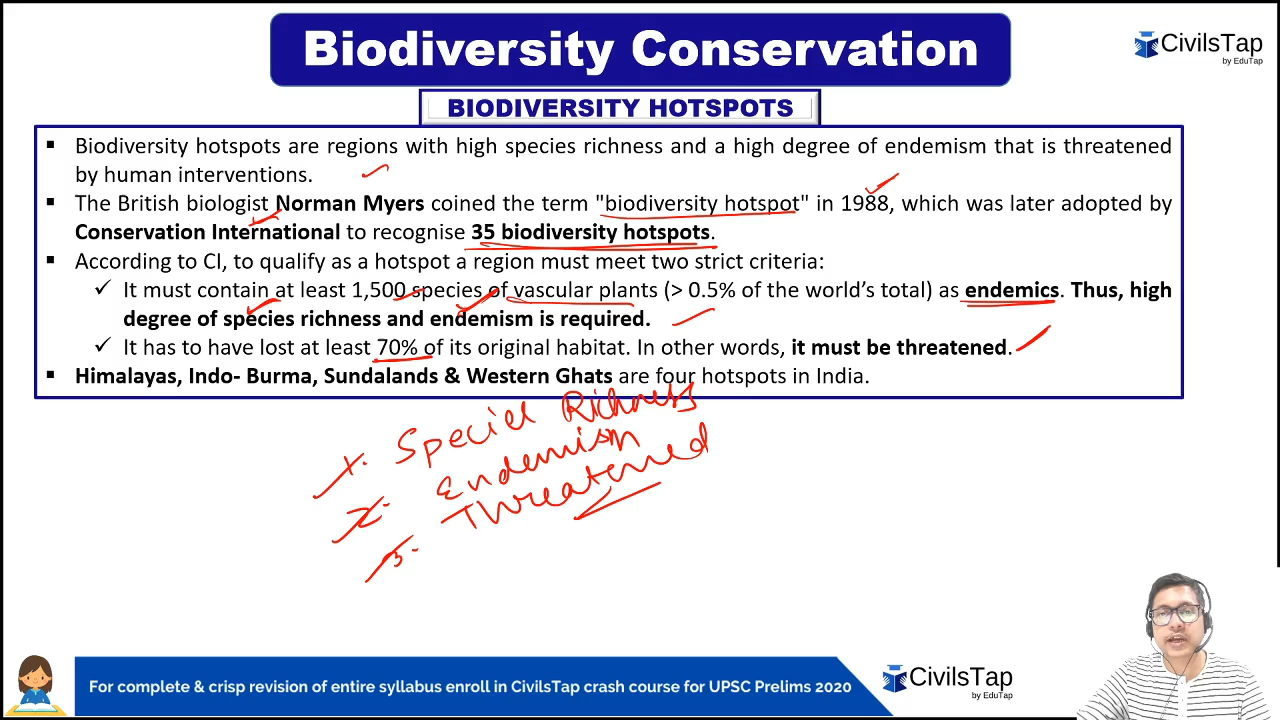 Biodiversity Conservation
CivilsTap
by EduTap
BIODIVERSITY HOTSPOTS
▪ Biodiversity hotspots are regions with high species richness and a high degree of endemism that is threatened
by human interventions.
▪ The British biologist Norman Myers coined the term "biodiversity hotspot" in 1988, which was later adopted by
Conservation International to recognise 35 biodiversity hotspots.
▪ According to CI, to qualify as a hotspot a region must meet two strict criteria:
✓ It must contain at least 1,500 species of vascular plants (> 0.5% of the world's total) as endemics. Thus, high
degree of species richness and endemism is required.
✓ It has to have lost at least 70% of its original habitat. In other words, it must be threatened.
▪ Himalayas, Indo- Burma, Sundalands & Western Ghats are four hotspots in India.
1. Richness
2. Endemism
3. Threatened
For complete & crisp revision of entire syllabus enroll in CivilsTap crash course for UPSC Prelims 2020
CivilsTap
by EduTap